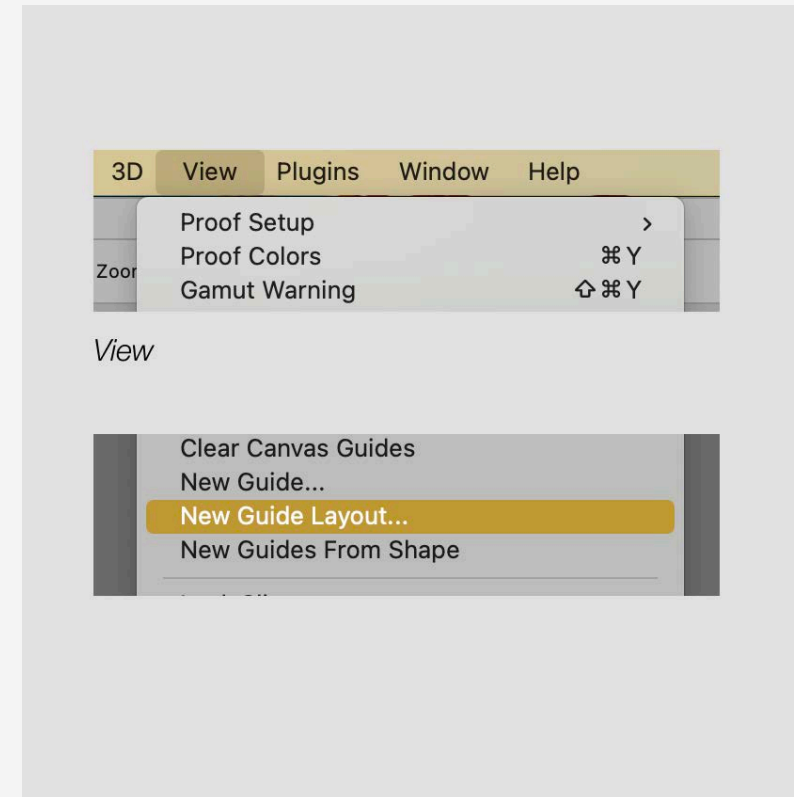 3D View Plugins Window Help
Proof Setup >
Zoor
Proof Colors ⌘Y
Gamut Warning ⇧⌘Y
View
Clear Canvas Guides
New Guide...
New Guide Layout...
New Guides From Shape